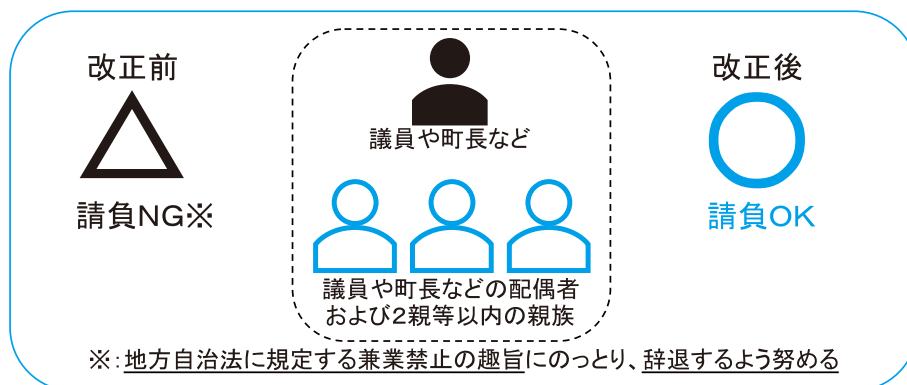 改正前
請負NG※
議員や町長など
議員や町長などの配偶者
および2親等以内の親族
改正後
請負OK
※:地方自治法に規定する兼業禁止の趣旨にのっとり、辞退するよう努める